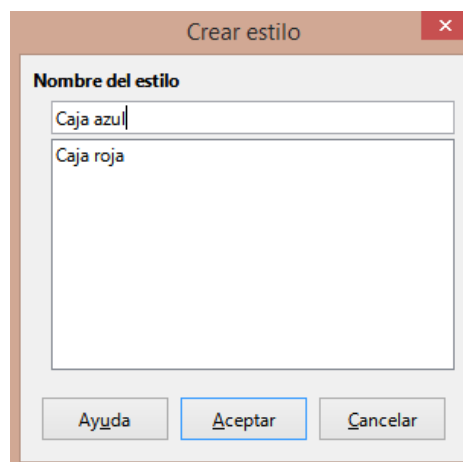 Crear estilo
Nombre del estilo
Caja azul
Caja roja
Ayuda Aceptar Cancelar